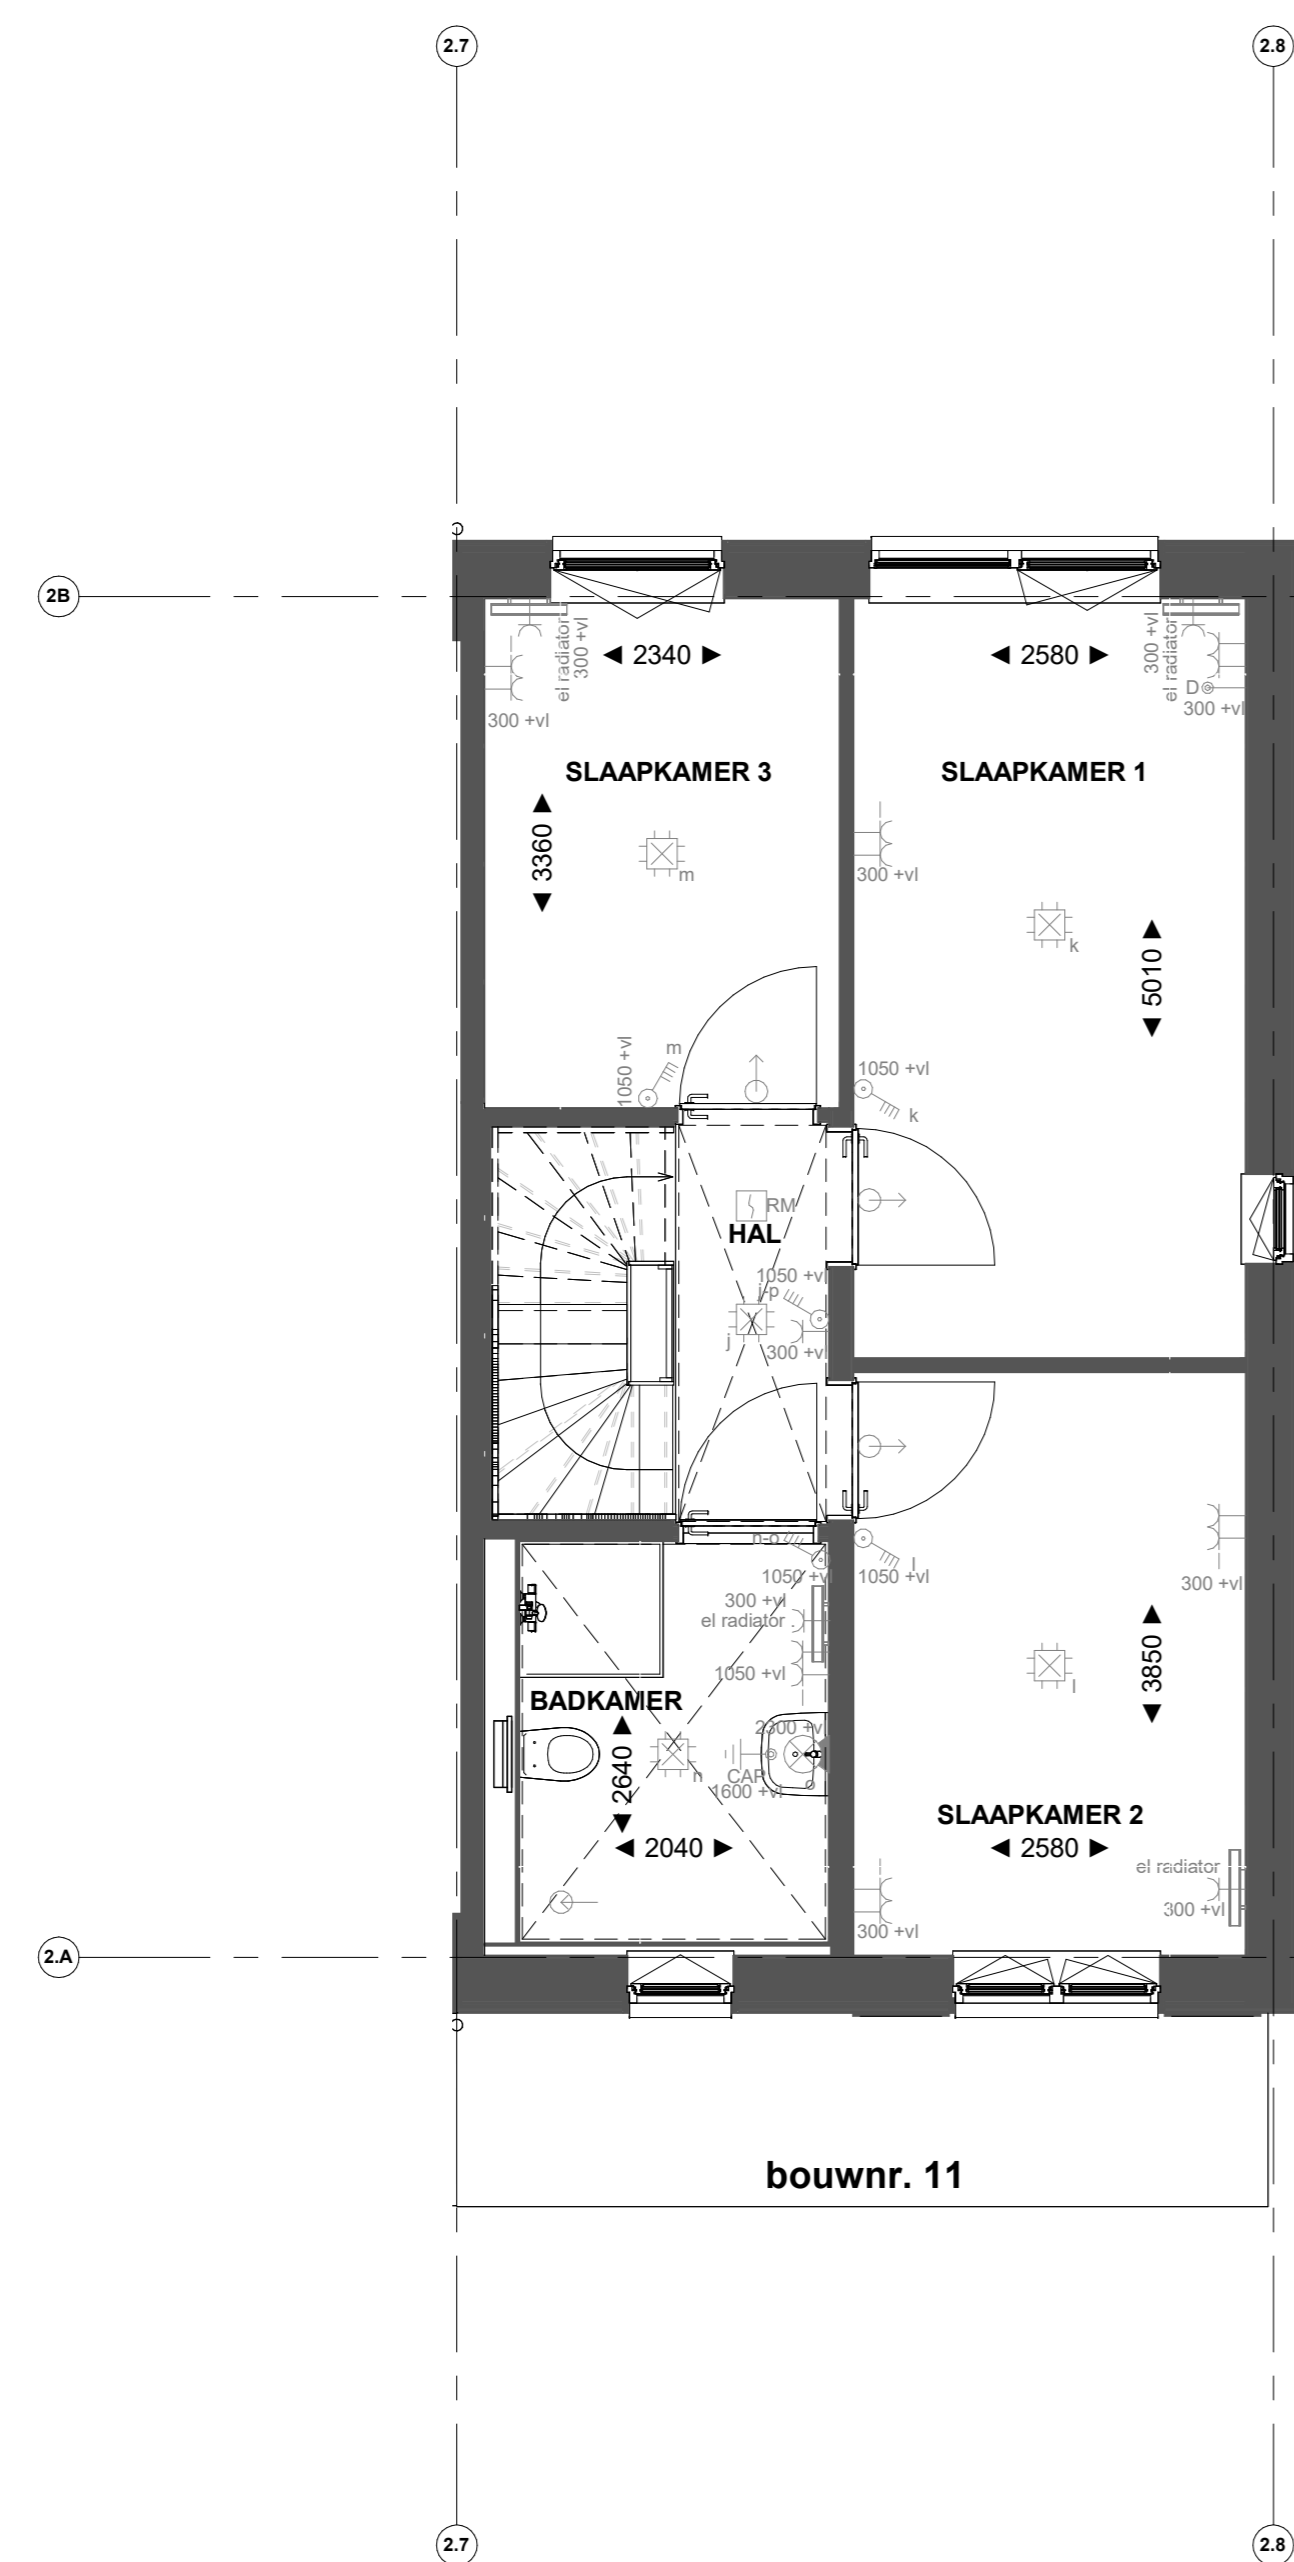 2.7
2.8
2B
el radiator
300 +vl
300 +vl
◄ 2340 ►
◄ 2580 ►
300 +vl
el radiator
D
300 +vl
SLAAPKAMER 3
SLAAPKAMER 1
◄ 3360 ►
m
300 +vl
k
◄ 5010 ►
1050 +vl
m
1050 +vl
k
RM
HAL
1050 +vl
j-p
j
300 +vl
n-o
1050 +vl
1050 +vl
l
300 +vl
300 +vl
el radiator
1050 +vl
l
◄ 3850 ►
BADKAMER
2300 +vl
◄ 2640 ►
n
CAP
1600 +vl
SLAAPKAMER 2
◄ 2040 ►
◄ 2580 ►
el radiator
300 +vl
300 +vl
2.A
bouwnr. 11
2.7
2.8